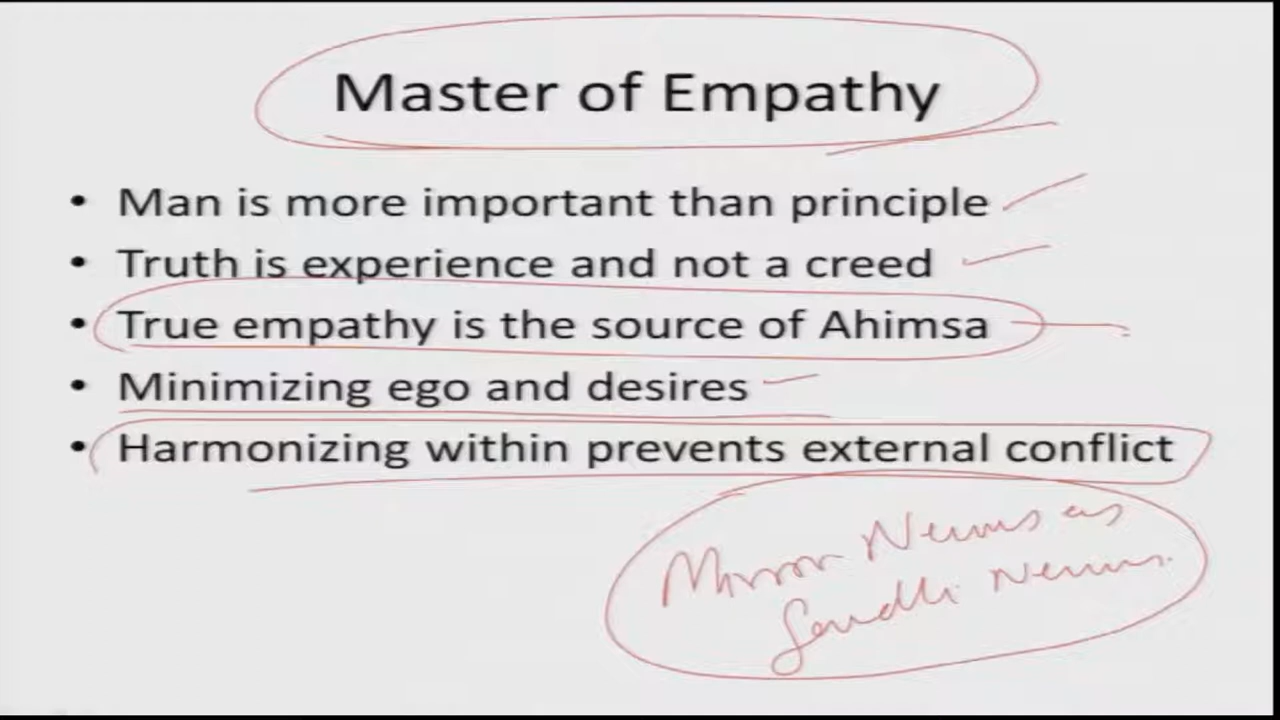 Master of Empathy
• Man is more important than principle
• Truth is experience and not a creed
• True empathy is the source of Ahimsa
• Minimizing ego and desires
• Harmonizing within prevents external conflict
Mirror Neurons as
Gandhi Neurons.